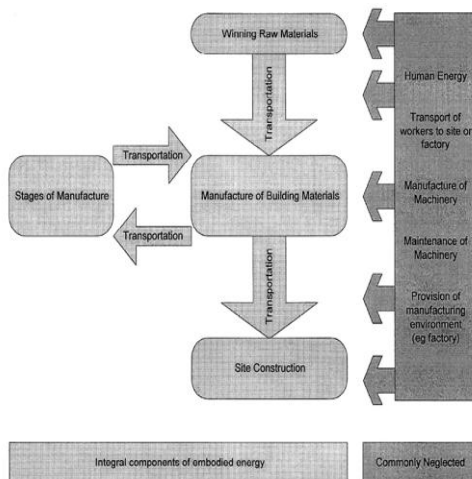 Winning Raw Materials
Transportation
Human Energy
Transport of
workers to site or
factory
Transportation
Stages of Manufacture
Manufacture of Building Materials
Manufacture of
Machinery
Transportation
Maintenance of
Machinery
Transportation
Provision of
manufacturing
environment
(eg factory)
Site Construction
Integral components of embodied energy
Commonly Neglected